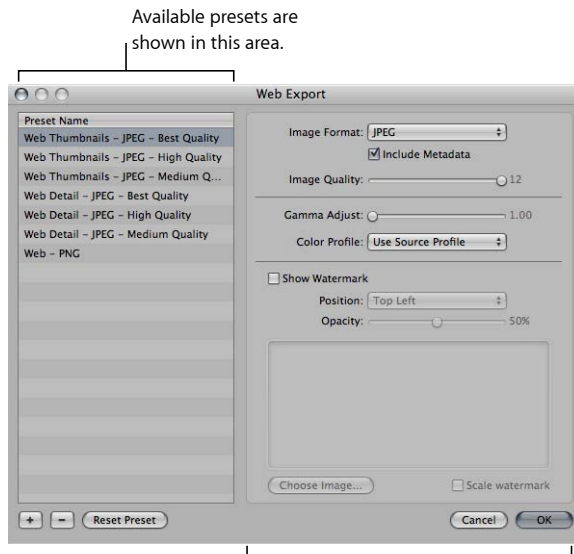 Available presets are
shown in this area.
Web Export
Preset Name
Web Thumbnails – JPEG – Best Quality
Web Thumbnails – JPEG – High Quality
Web Thumbnails – JPEG – Medium Q...
Web Detail – JPEG – Best Quality
Web Detail – JPEG – High Quality
Web Detail – JPEG – Medium Quality
Web – PNG
Image Format: JPEG
Include Metadata
Image Quality: 12
Gamma Adjust: 1.00
Color Profile: Use Source Profile
Show Watermark
Position: Top Left
Opacity: 50%
Choose Image... Scale watermark
+ – Reset Preset Cancel OK